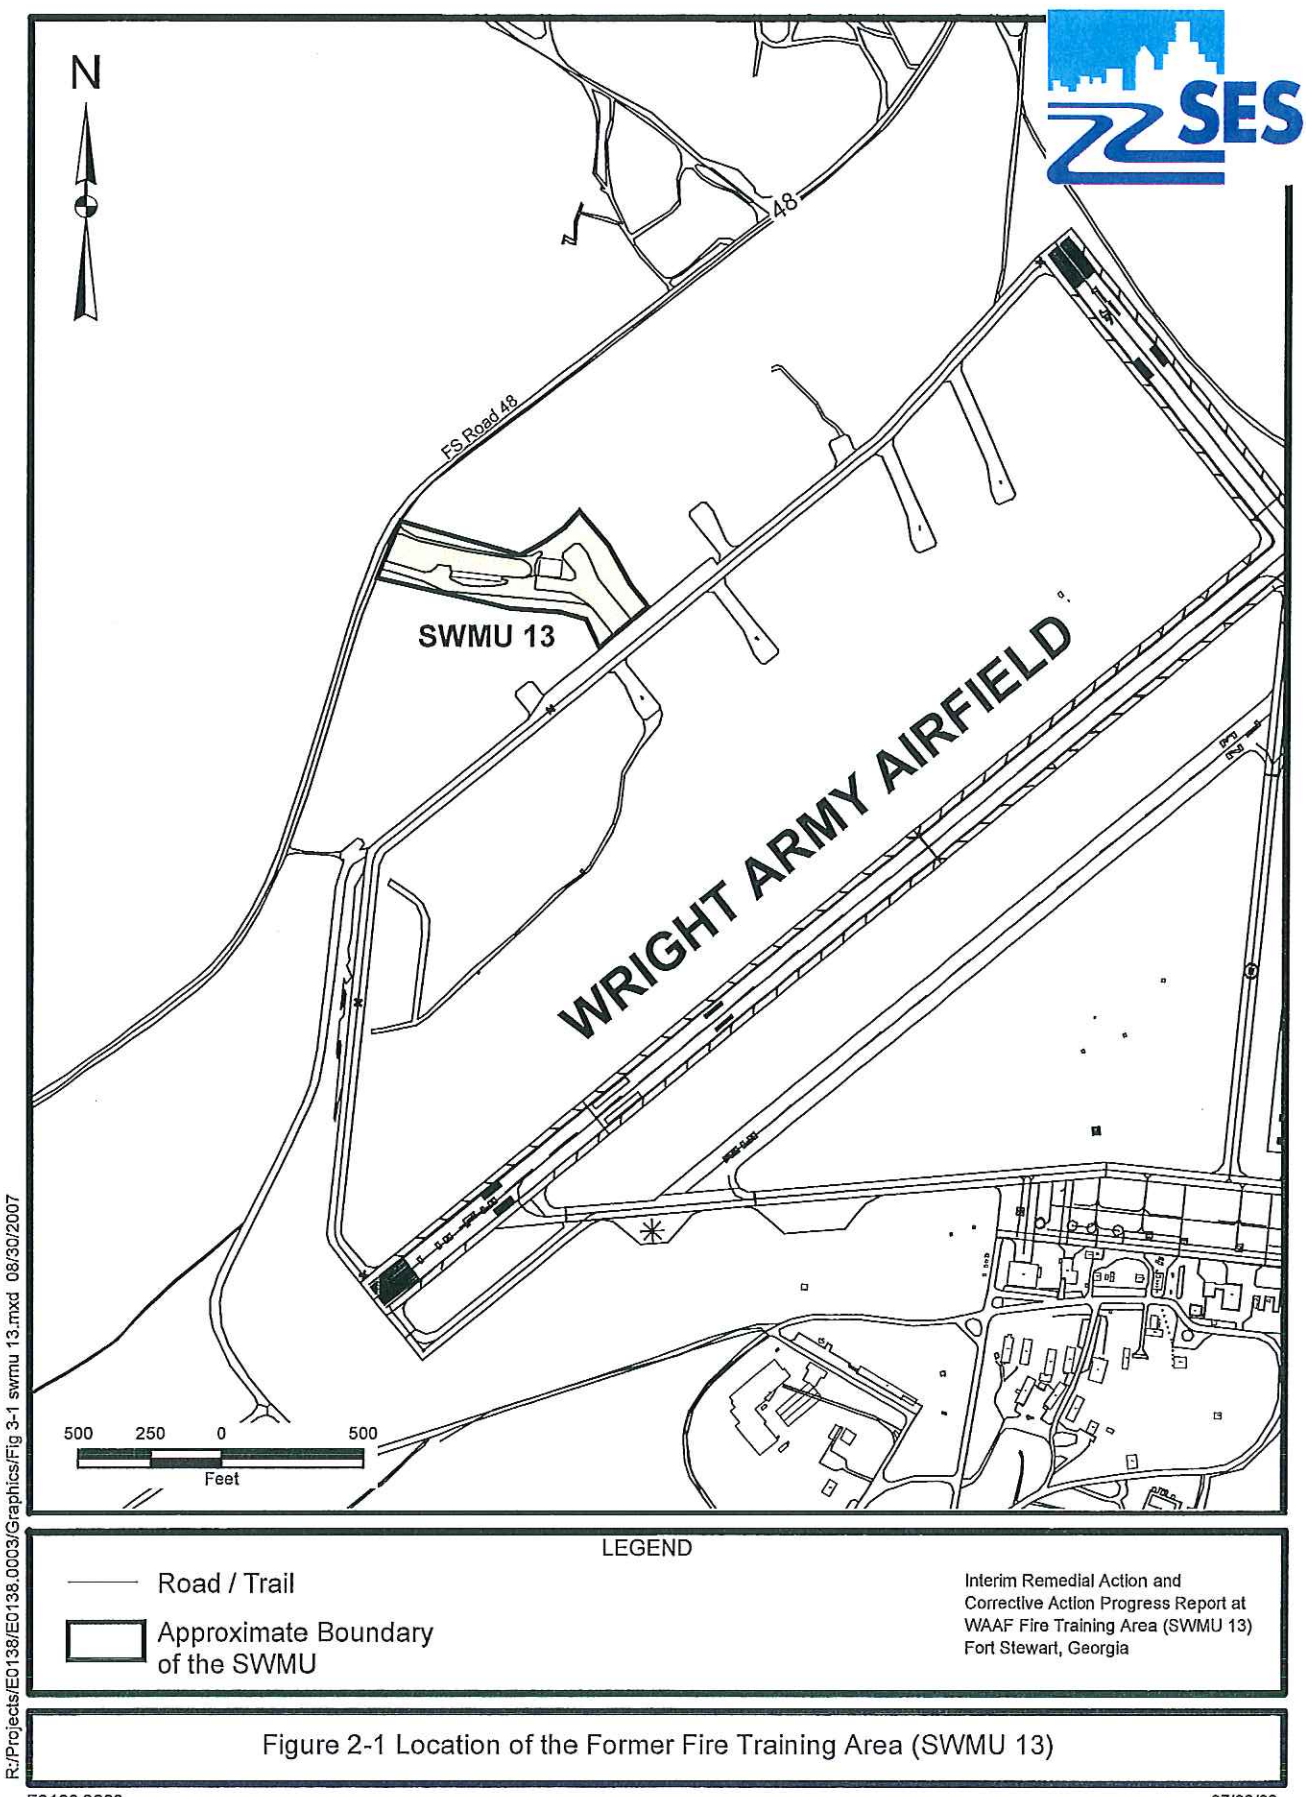 N
SES
48
FS Road 48
SWMU 13
WRIGHT ARMY AIRFIELD
500 250 0 500
Feet
LEGEND
Road / Trail
Approximate Boundary
of the SWMU
Interim Remedial Action and
Corrective Action Progress Report at
WAAF Fire Training Area (SWMU 13)
Fort Stewart, Georgia
Figure 2-1 Location of the Former Fire Training Area (SWMU 13)
R:/Projects/E0138/E0138.0003/Graphics/Fig 3-1 swmu 13.mxd 08/30/2007